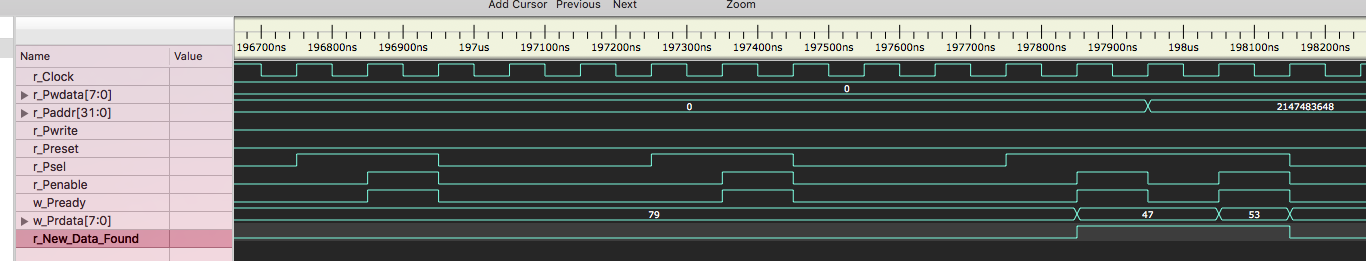 Add Cursor Previous Next Zoom
196700ns 196800ns 196900ns 197us 197100ns 197200ns 197300ns 197400ns 197500ns 197600ns 197700ns 197800ns 197900ns 198us 198100ns 198200ns
Name Value
r_Clock
r_Pwdata[7:0] 0
r_Paddr[31:0] 0 2147483648
r_Pwrite
r_Preset
r_Psel
r_Penable
w_Pready
w_Prdata[7:0] 79 47 53
r_New_Data_Found